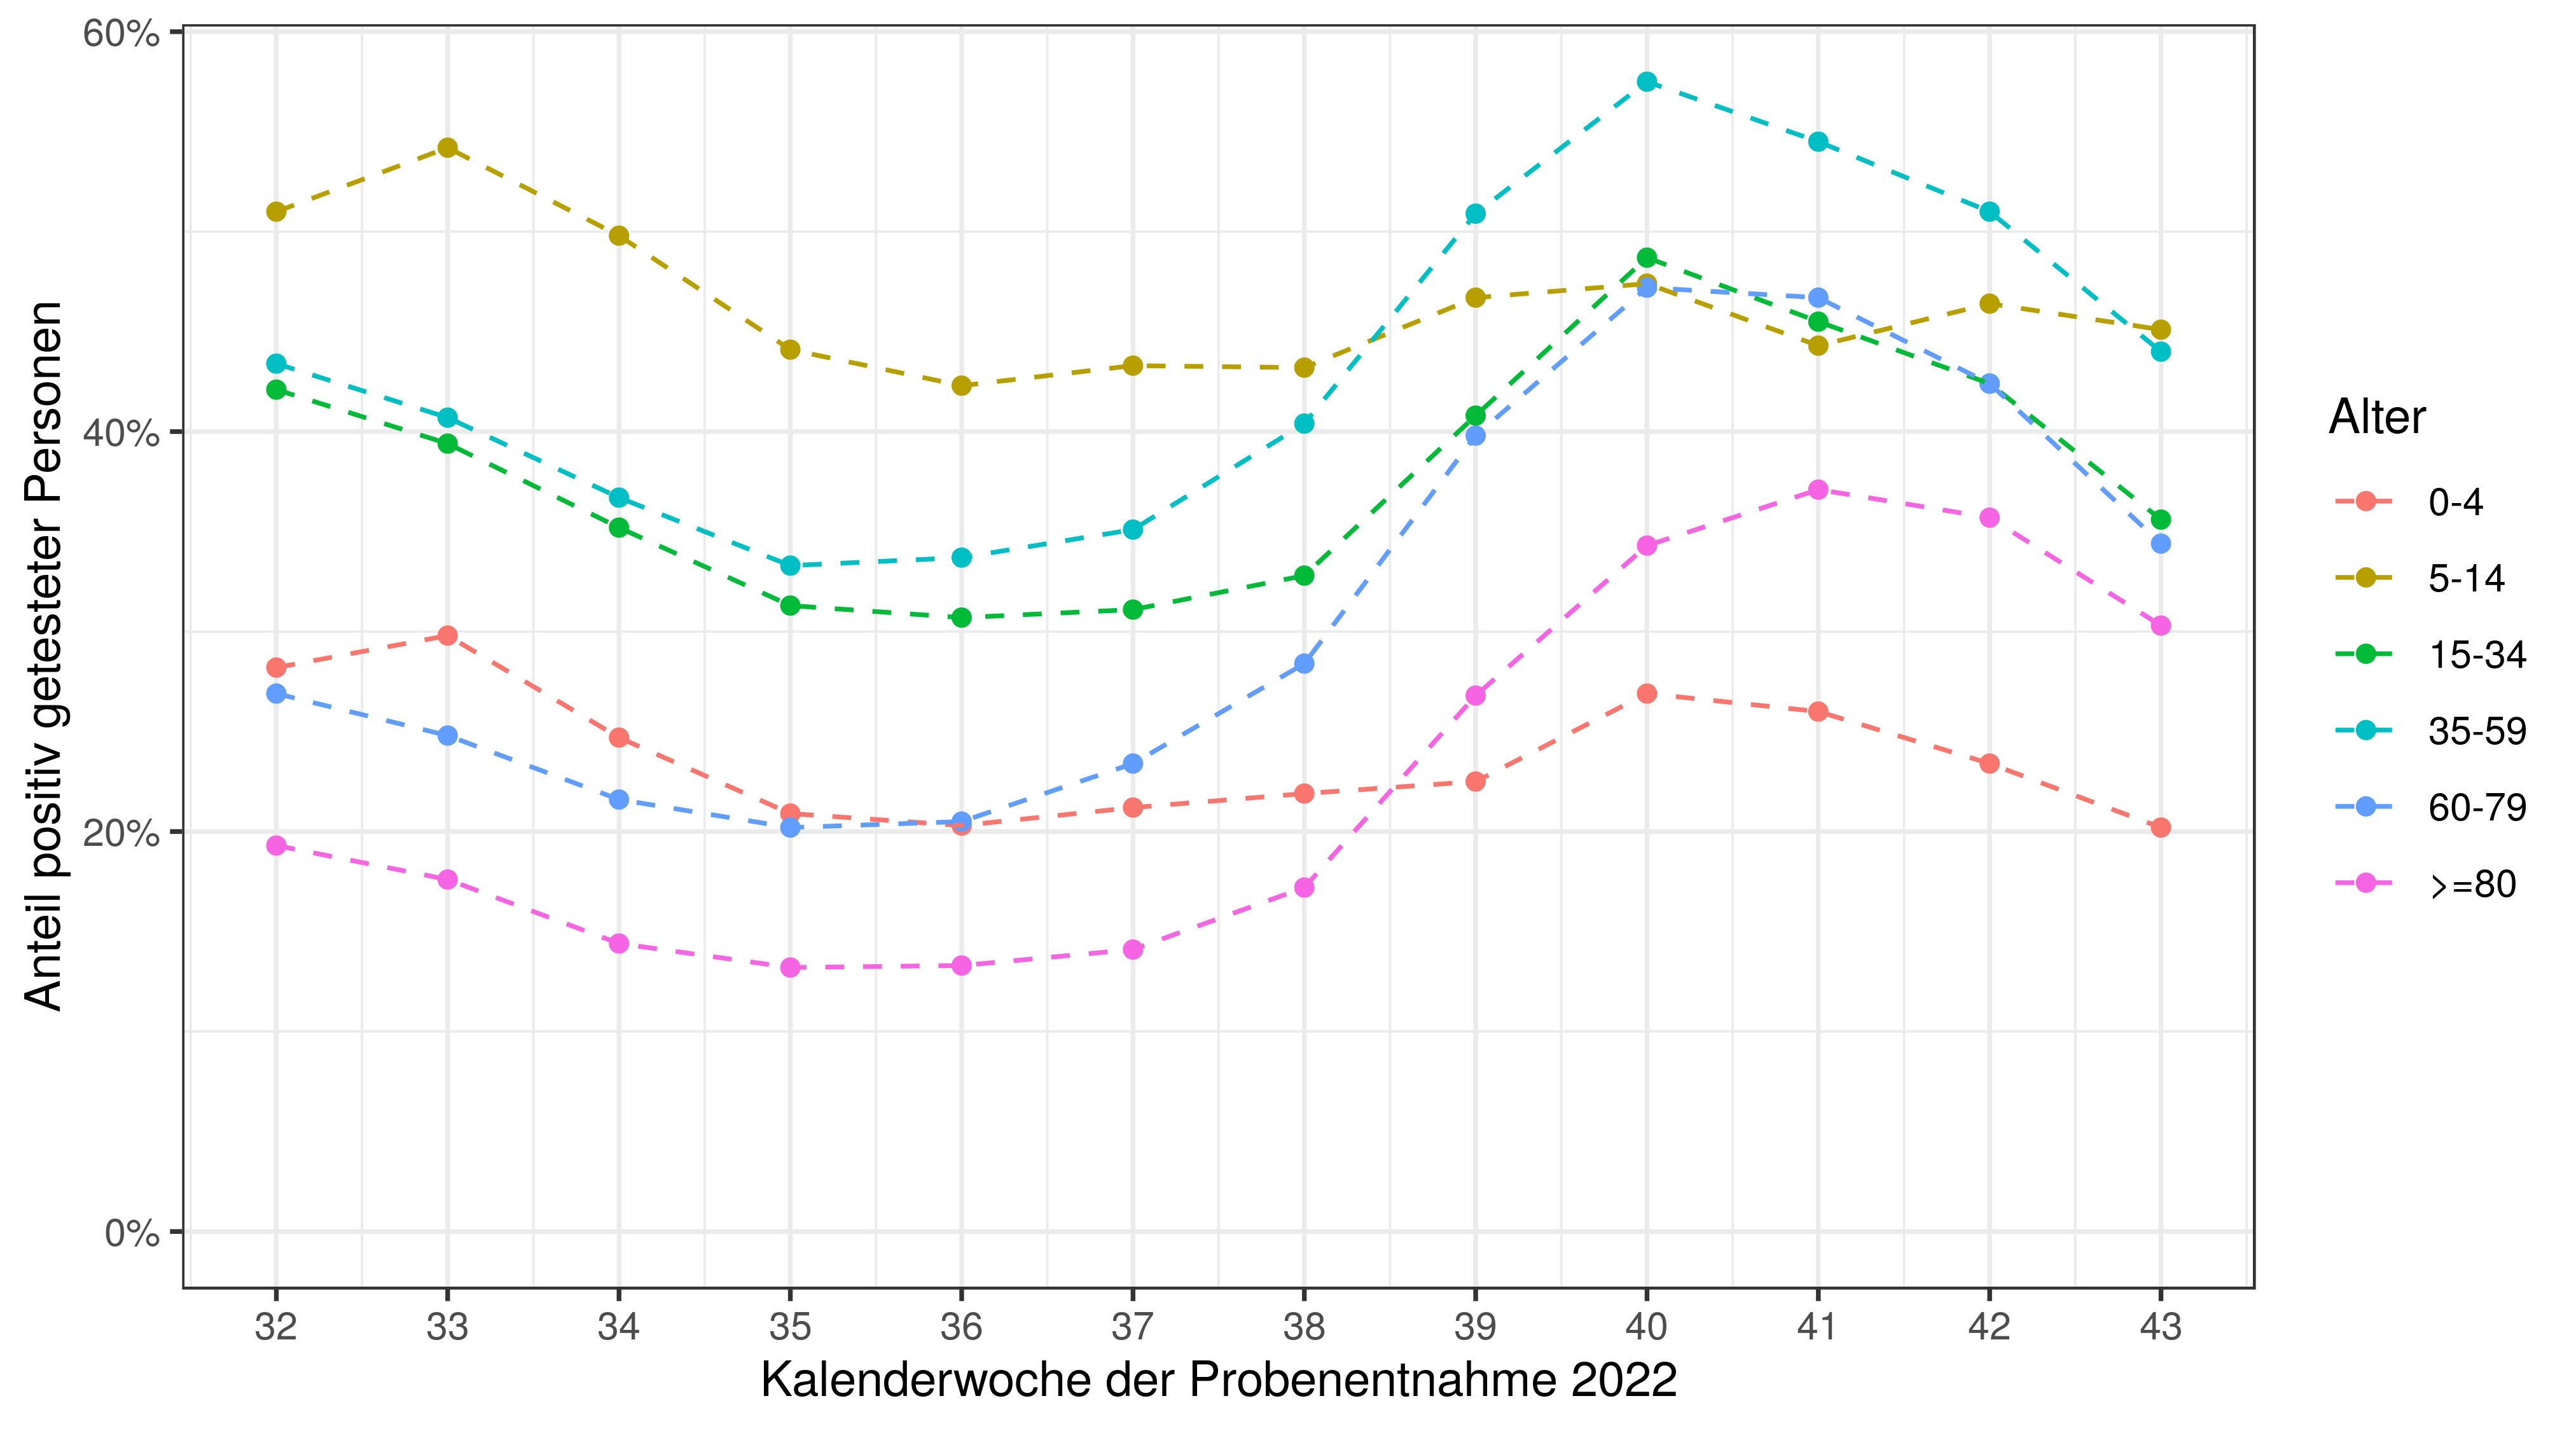 60%
40%
20%
0%
Anteil positiv getesteter Personen
32 33 34 35 36 37 38 39 40 41 42 43
Kalenderwoche der Probenentnahme 2022
Alter
0-4
5-14
15-34
35-59
60-79
>=80